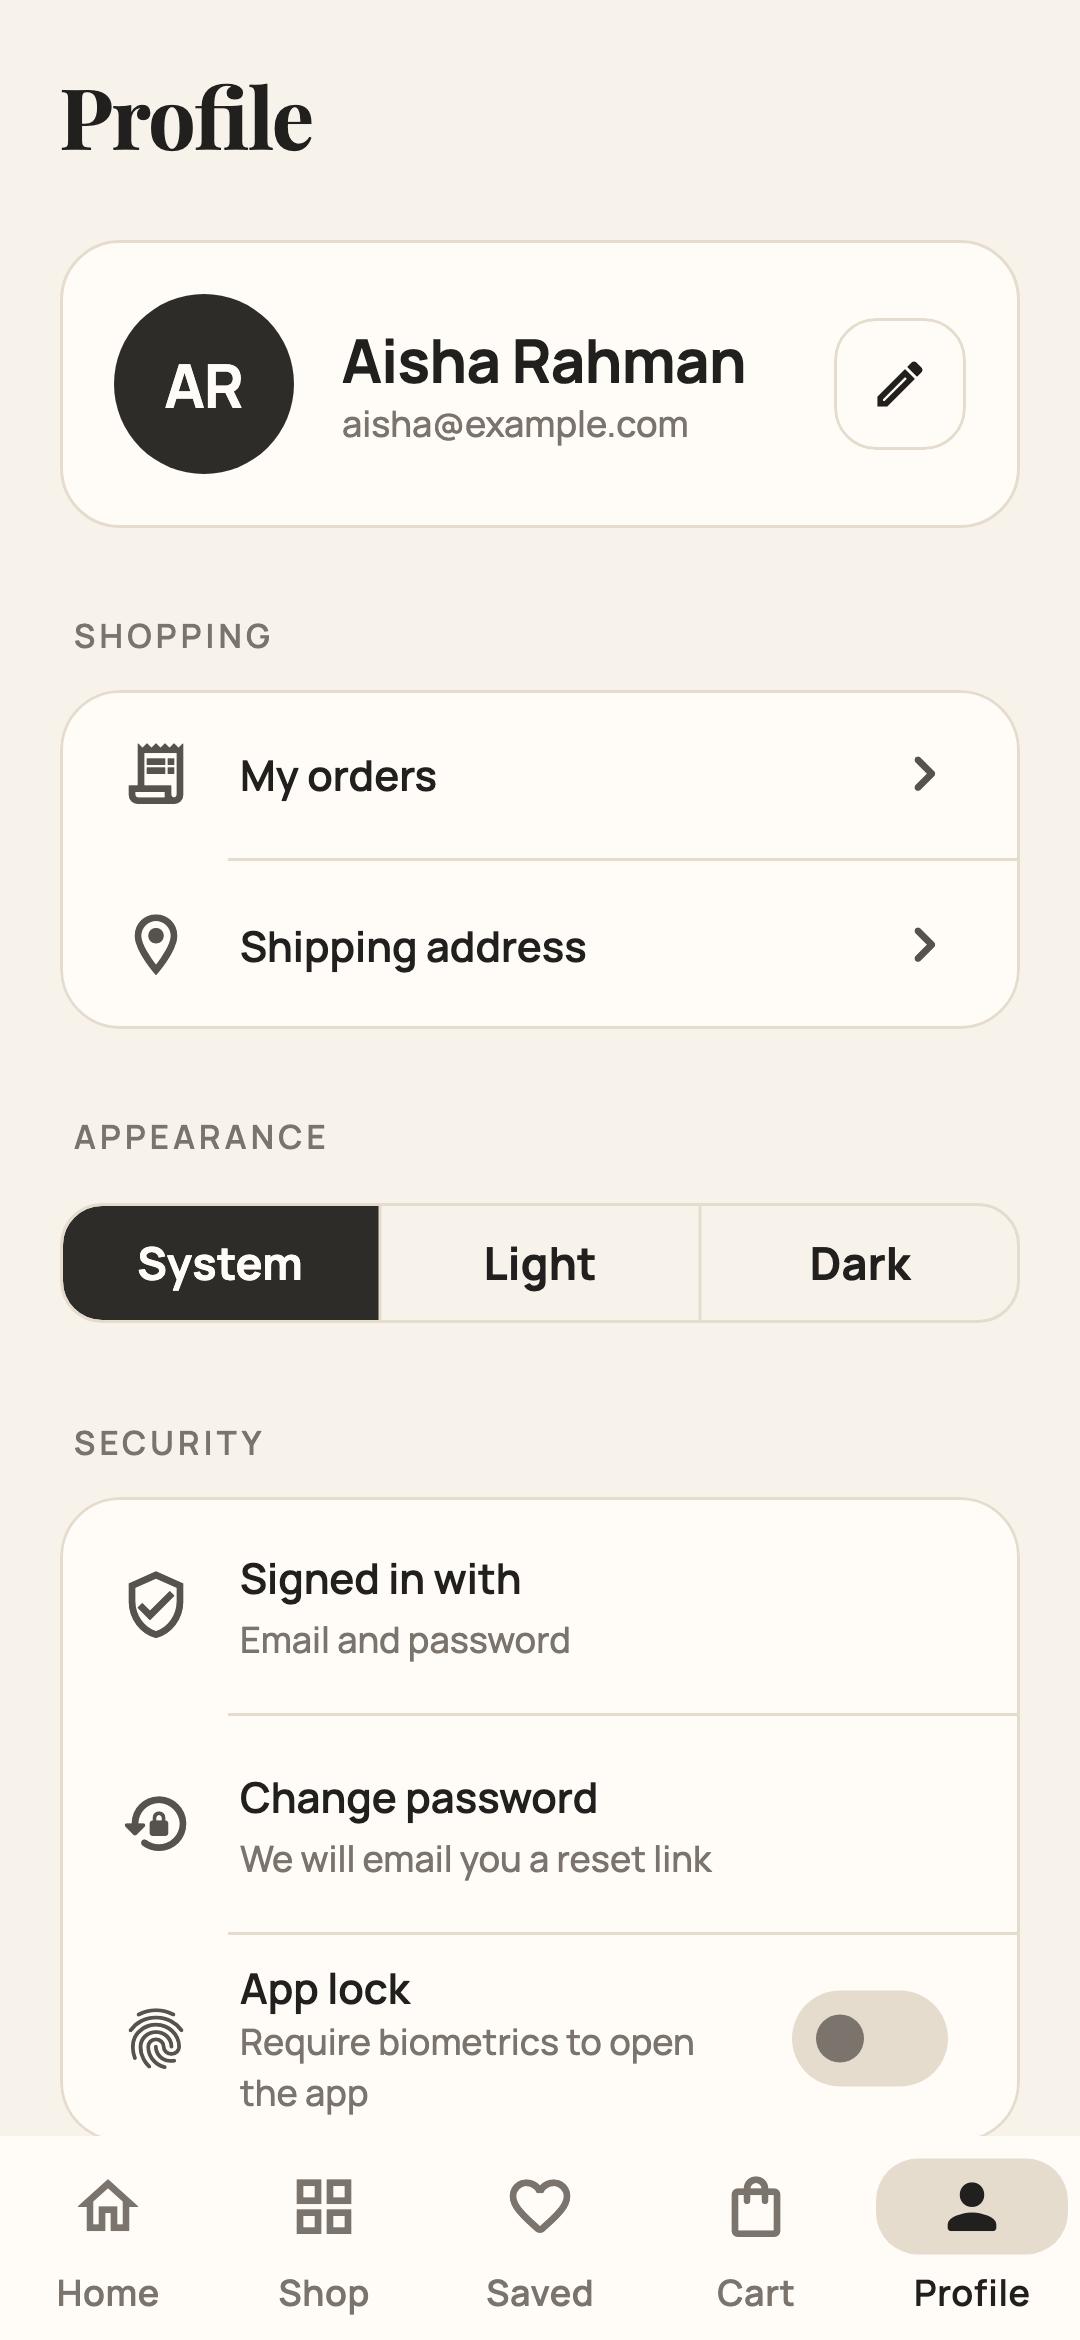 Profile
AR
Aisha Rahman
aisha@example.com
SHOPPING
My orders
Shipping address
APPEARANCE
System
Light
Dark
SECURITY
Signed in with
Email and password
Change password
We will email you a reset link
App lock
Require biometrics to open
the app
Home
Shop
Saved
Cart
Profile